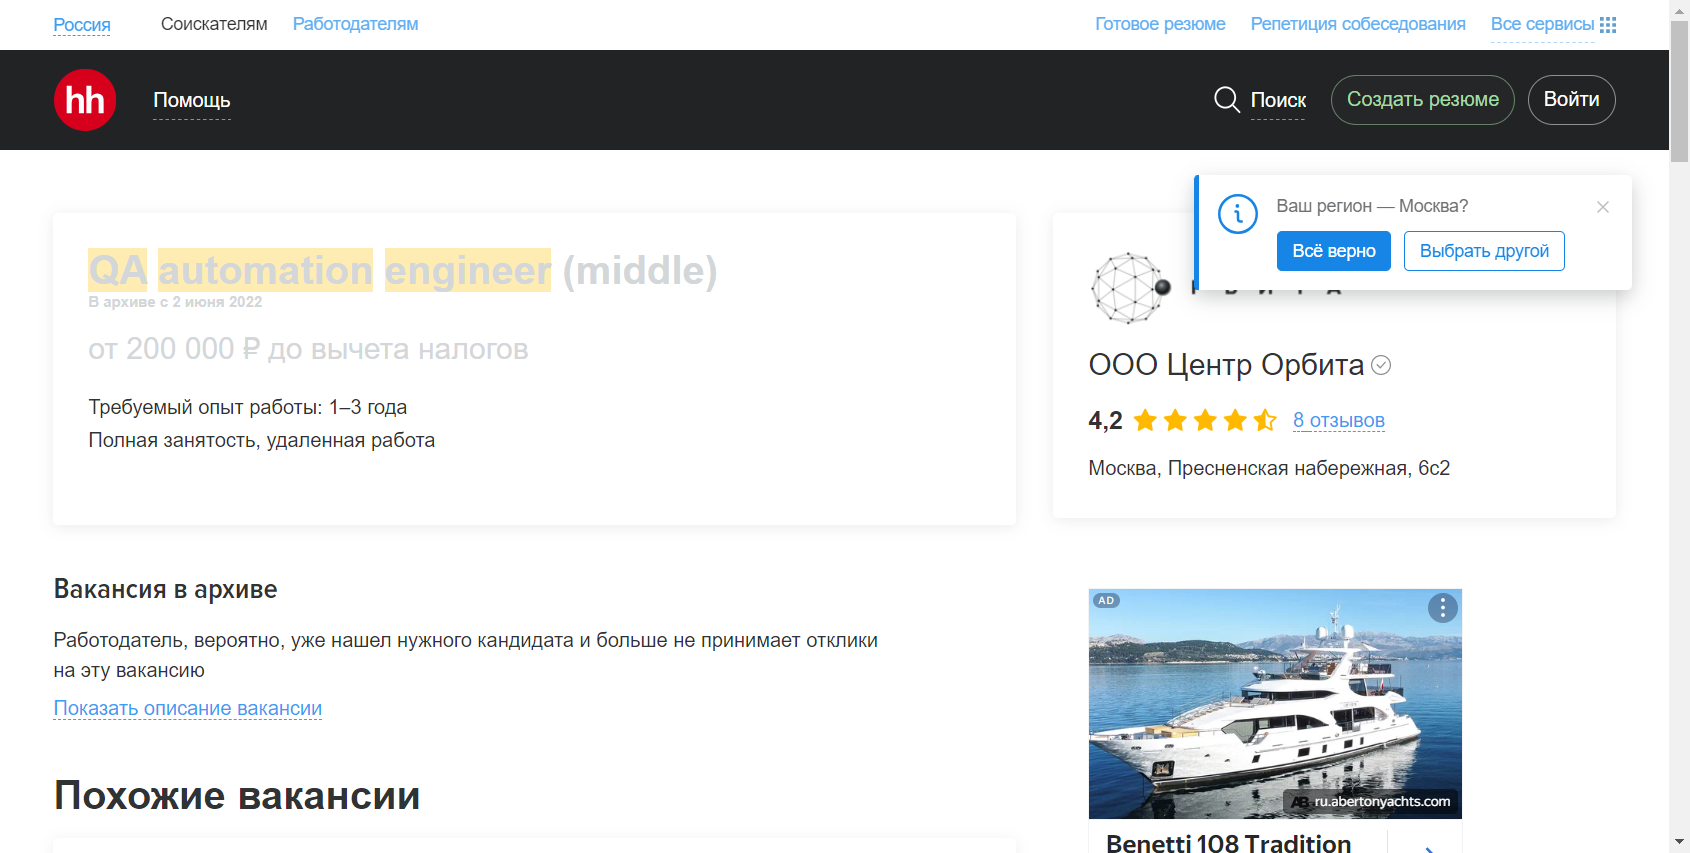 Россия Соискателям Работодателям Готовое резюме Репетиция собеседования Все сервисы
hh Помощь Поиск Создать резюме Войти
Ваш регион — Москва?
Всё верно Выбрать другой
QA automation engineer (middle)
В архиве с 2 июня 2022
от 200 000 ₽ до вычета налогов
Требуемый опыт работы: 1–3 года
Полная занятость, удаленная работа
ООО Центр Орбита
4,2 8 отзывов
Москва, Пресненская набережная, 6с2
Вакансия в архиве
Работодатель, вероятно, уже нашел нужного кандидата и больше не принимает отклики
на эту вакансию
Показать описание вакансии
Похожие вакансии
AD
AB ru.abertonyachts.com
Benetti 108 Tradition